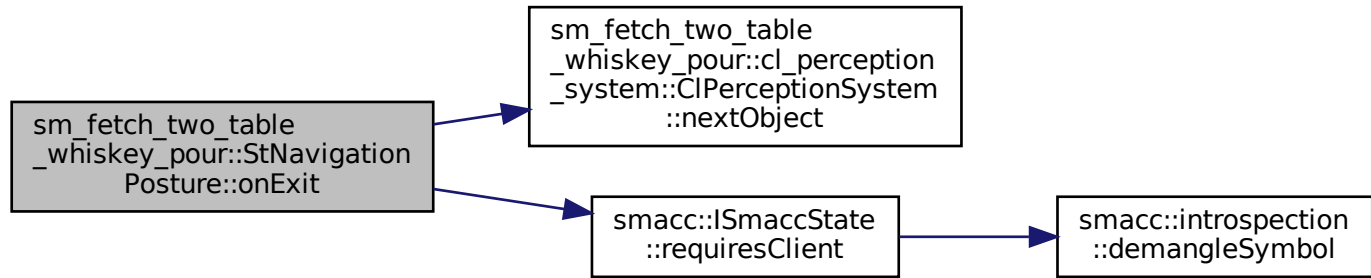 sm_fetch_two_table
_whiskey_pour::StNavigation
Posture::onExit
sm_fetch_two_table
_whiskey_pour::cl_perception
_system::ClPerceptionSystem
::nextObject
smacc::ISmaccState
::requiresClient
smacc::introspection
::demangleSymbol